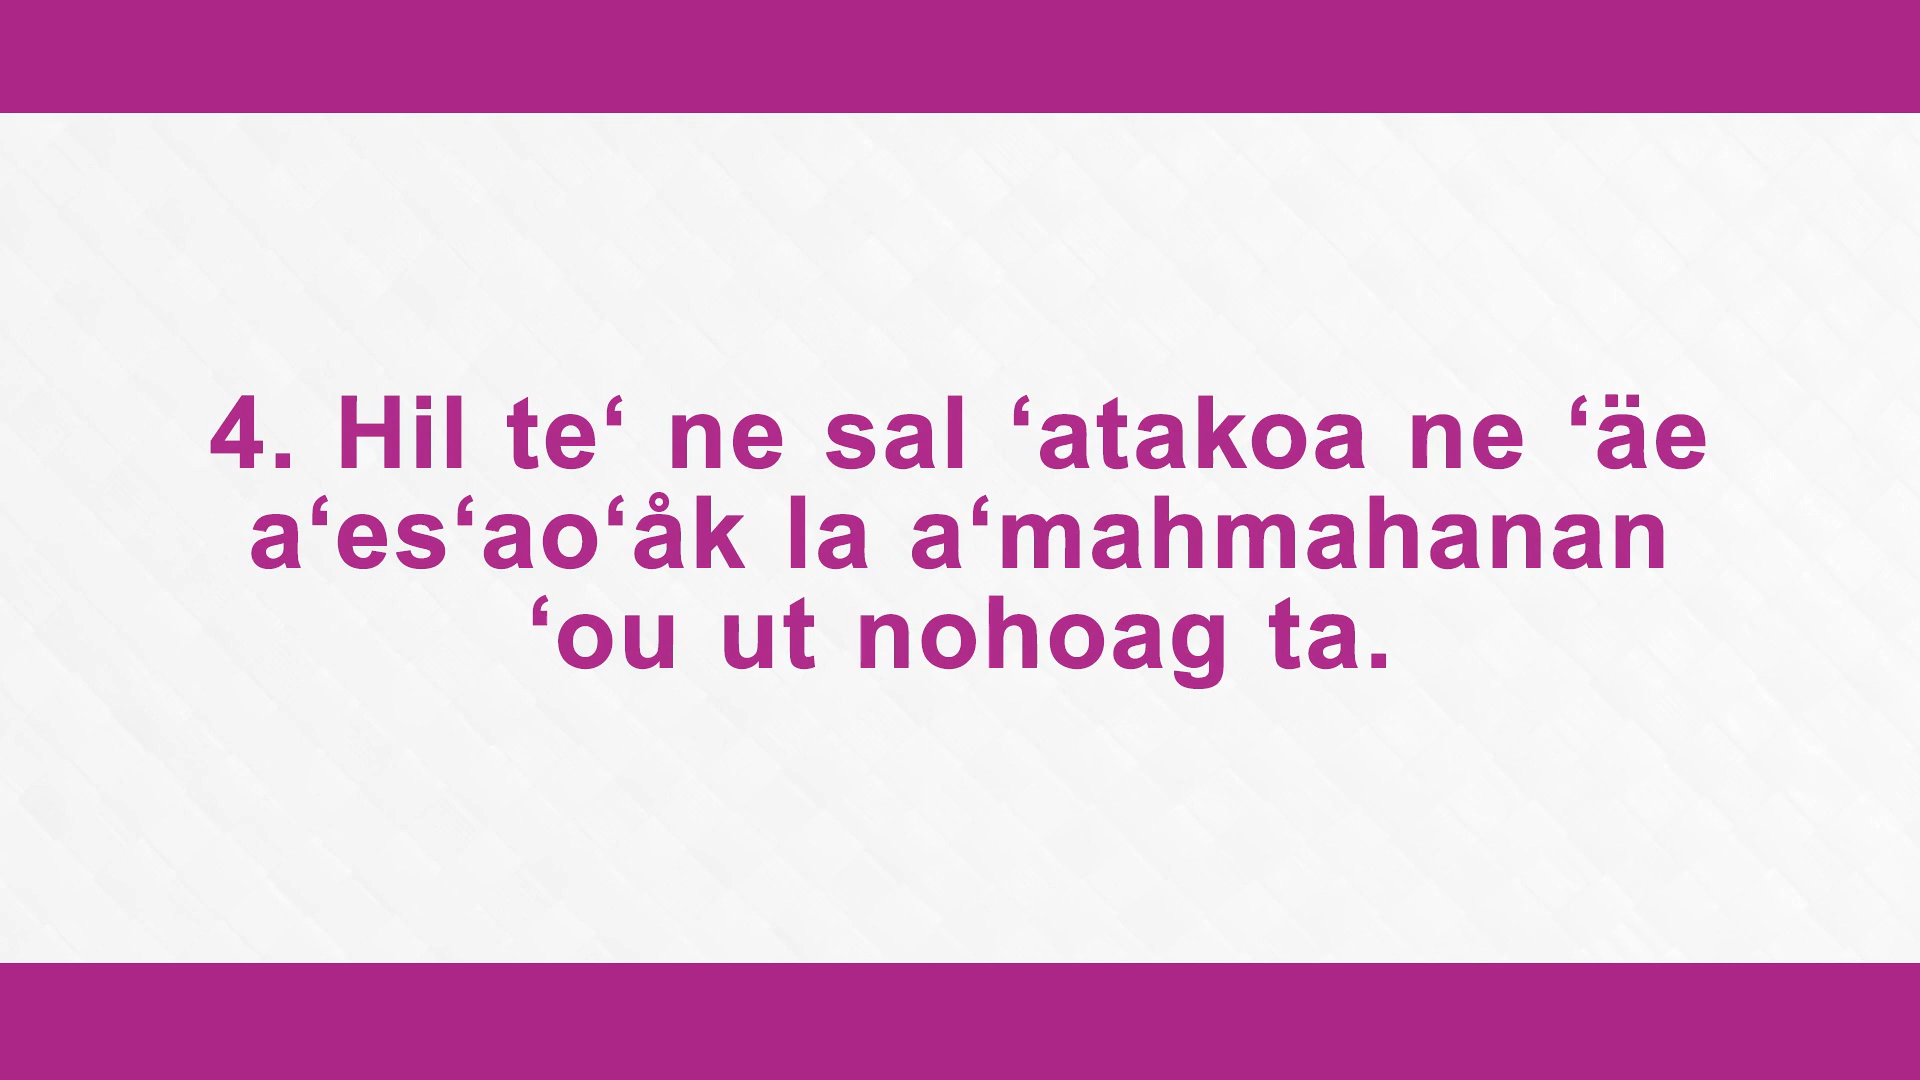 4. Hil te‘ ne sal ‘atakoa ne ‘äe
a‘es‘ao‘åk la a‘mahmahanan
‘ou ut nohoag ta.